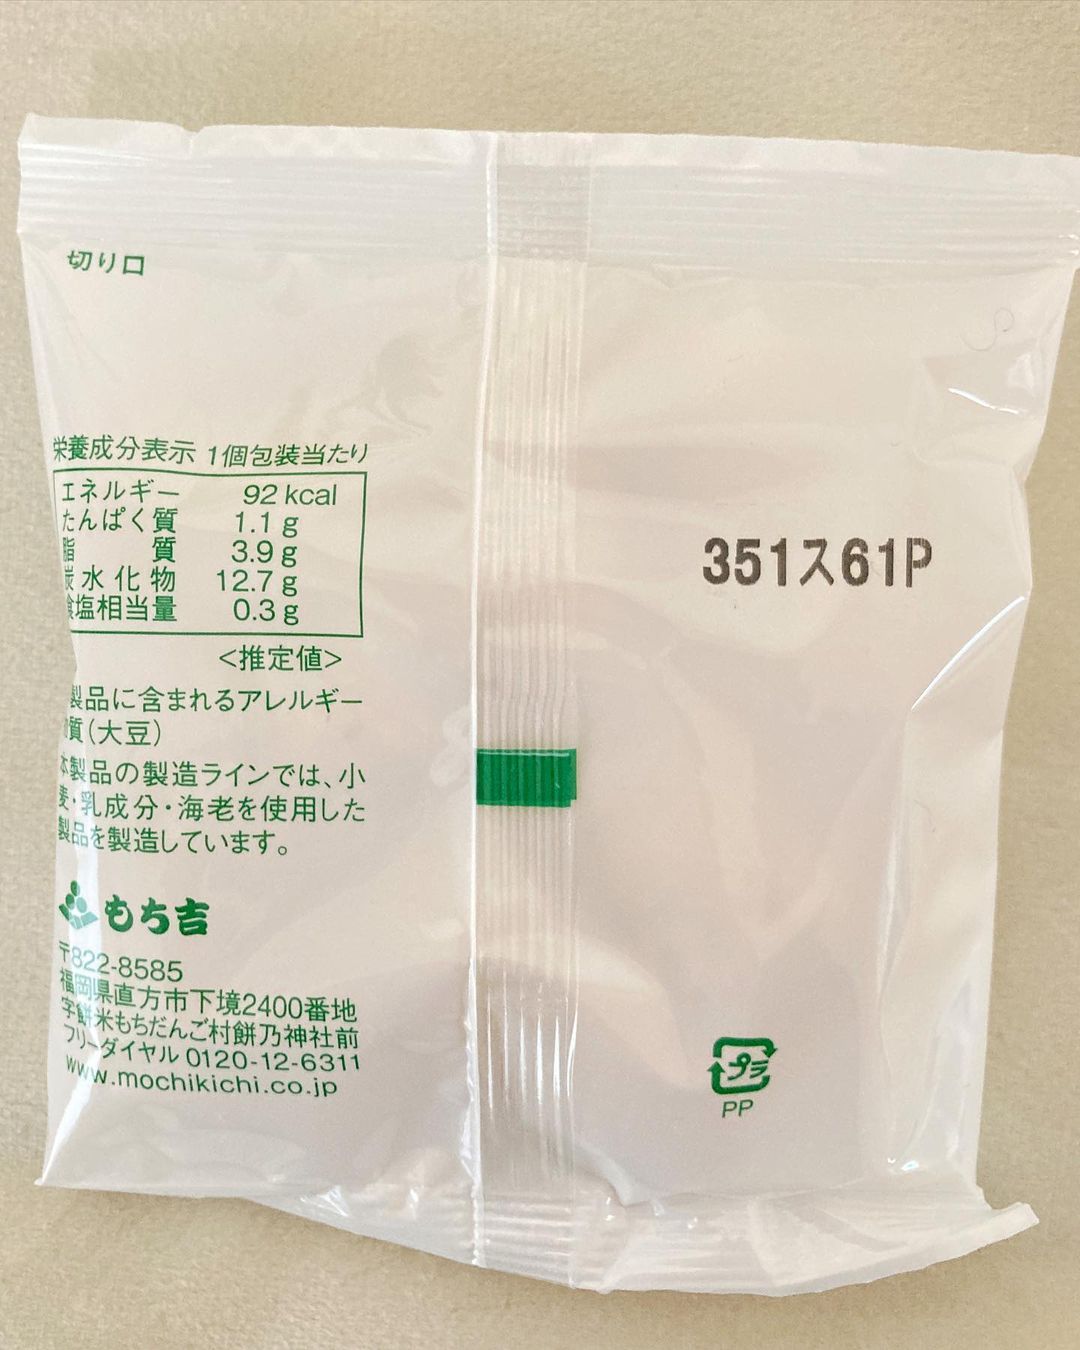 切り口
栄養成分表示 1個包装当たり
エネルギー 92 kcal
たんぱく質 1.1 g
脂質 3.9 g
炭水化物 12.7 g
食塩相当量 0.3 g
<推定値>
製品に含まれるアレルギー
物質(大豆)
本製品の製造ラインでは、小
麦・乳成分・海老を使用した
製品を製造しています。
もち吉
〒822-8585
福岡県直方市下境2400番地
字餅米もちだんご村餅乃神社前
フリーダイヤル 0120-12-6311
www.mochikichi.co.jp
351ス61P
プラ
PP